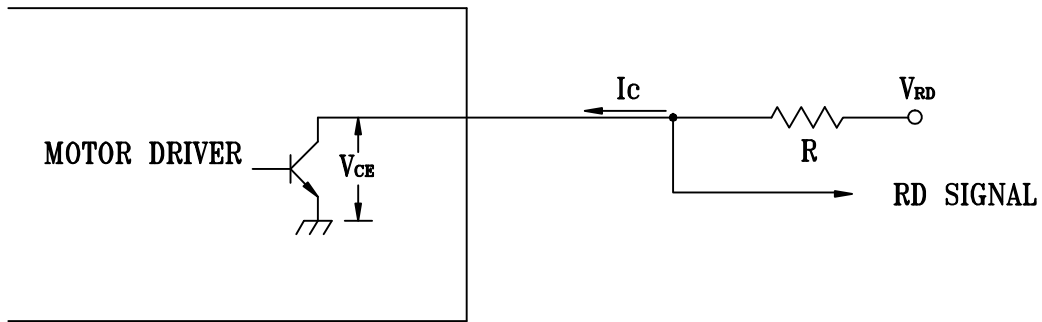 Ic
VRD
MOTOR DRIVER
VCE
R
RD SIGNAL